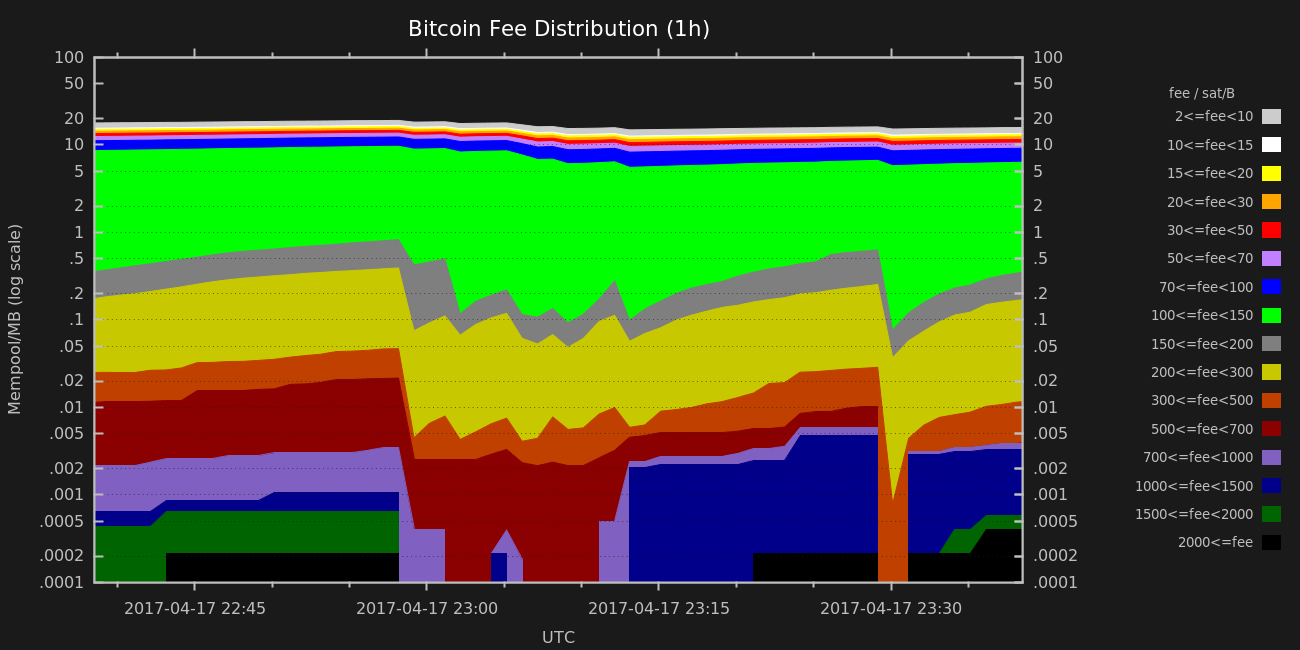 Bitcoin Fee Distribution (1h)
Mempool/MB (log scale)
100
50
20
10
5
2
1
.5
.2
.1
.05
.02
.01
.005
.002
.001
.0005
.0002
.0001
100
50
20
10
5
2
1
.5
.2
.1
.05
.02
.01
.005
.002
.001
.0005
.0002
.0001
2017-04-17 22:45
2017-04-17 23:00
2017-04-17 23:15
2017-04-17 23:30
UTC
fee / sat/B
2<=fee<10
10<=fee<15
15<=fee<20
20<=fee<30
30<=fee<50
50<=fee<70
70<=fee<100
100<=fee<150
150<=fee<200
200<=fee<300
300<=fee<500
500<=fee<700
700<=fee<1000
1000<=fee<1500
1500<=fee<2000
2000<=fee